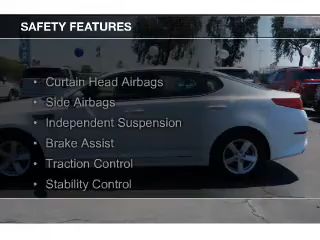 SAFETY FEATURES
• Curtain Head Airbags
• Side Airbags
• Independent Suspension
• Brake Assist
• Traction Control
• Stability Control